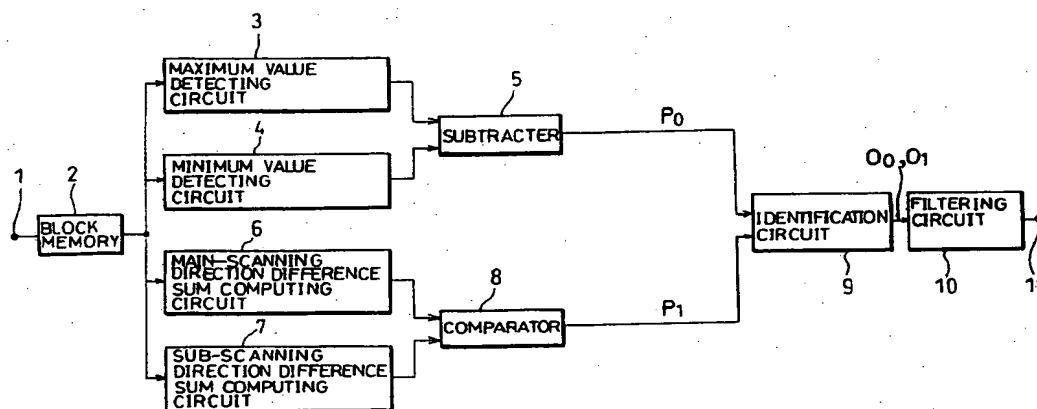 3
MAXIMUM VALUE
DETECTING
CIRCUIT
4
MINIMUM VALUE
DETECTING
CIRCUIT
5
SUBTRACTER
P0
1
2
BLOCK
MEMORY
6
MAIN-SCANNING
DIRECTION DIFFERENCE
SUM COMPUTING
CIRCUIT
7
SUB-SCANNING
DIRECTION DIFFERENCE
SUM COMPUTING
CIRCUIT
8
COMPARATOR
P1
IDENTIFICATION
CIRCUIT
9
O0,O1
FILTERING
CIRCUIT
10